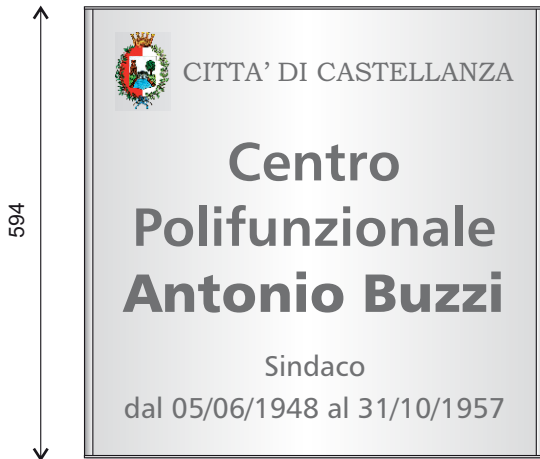 594
CITTA' DI CASTELLANZA
Centro
Polifunzionale
Antonio Buzzi
Sindaco
dal 05/06/1948 al 31/10/1957